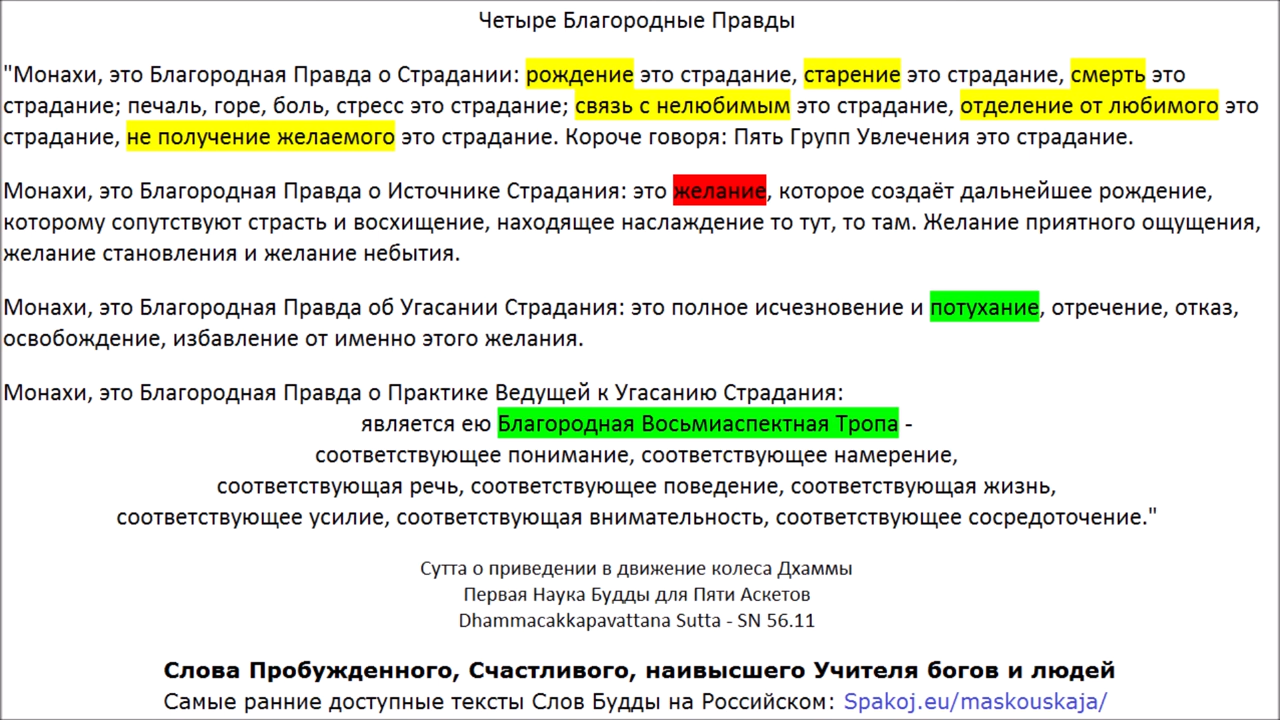 Четыре Благородные Правды
"Монахи, это Благородная Правда о Страдании: рождение это страдание, старение это страдание, смерть это
страдание; печаль, горе, боль, стресс это страдание; связь с нелюбимым это страдание, отделение от любимого это
страдание, не получение желаемого это страдание. Короче говоря: Пять Групп Увлечения это страдание.
Монахи, это Благородная Правда о Источнике Страдания: это желание, которое создаёт дальнейшее рождение,
которому сопутствуют страсть и восхищение, находящее наслаждение то тут, то там. Желание приятного ощущения,
желание становления и желание небытия.
Монахи, это Благородная Правда об Угасании Страдания: это полное исчезновение и потухание, отречение, отказ,
освобождение, избавление от именно этого желания.
Монахи, это Благородная Правда о Практике Ведущей к Угасанию Страдания:
является ею Благородная Восьмиаспектная Тропа -
соответствующее понимание, соответствующее намерение,
соответствующая речь, соответствующее поведение, соответствующая жизнь,
соответствующее усилие, соответствующая внимательность, соответствующее сосредоточение."
Сутта о приведении в движение колеса Дхаммы
Первая Наука Будды для Пяти Аскетов
Dhammacakkapavattana Sutta - SN 56.11
Слова Пробужденного, Счастливого, наивысшего Учителя богов и людей
Самые ранние доступные тексты Слов Будды на Российском: Spakoj.eu/maskouskaja/